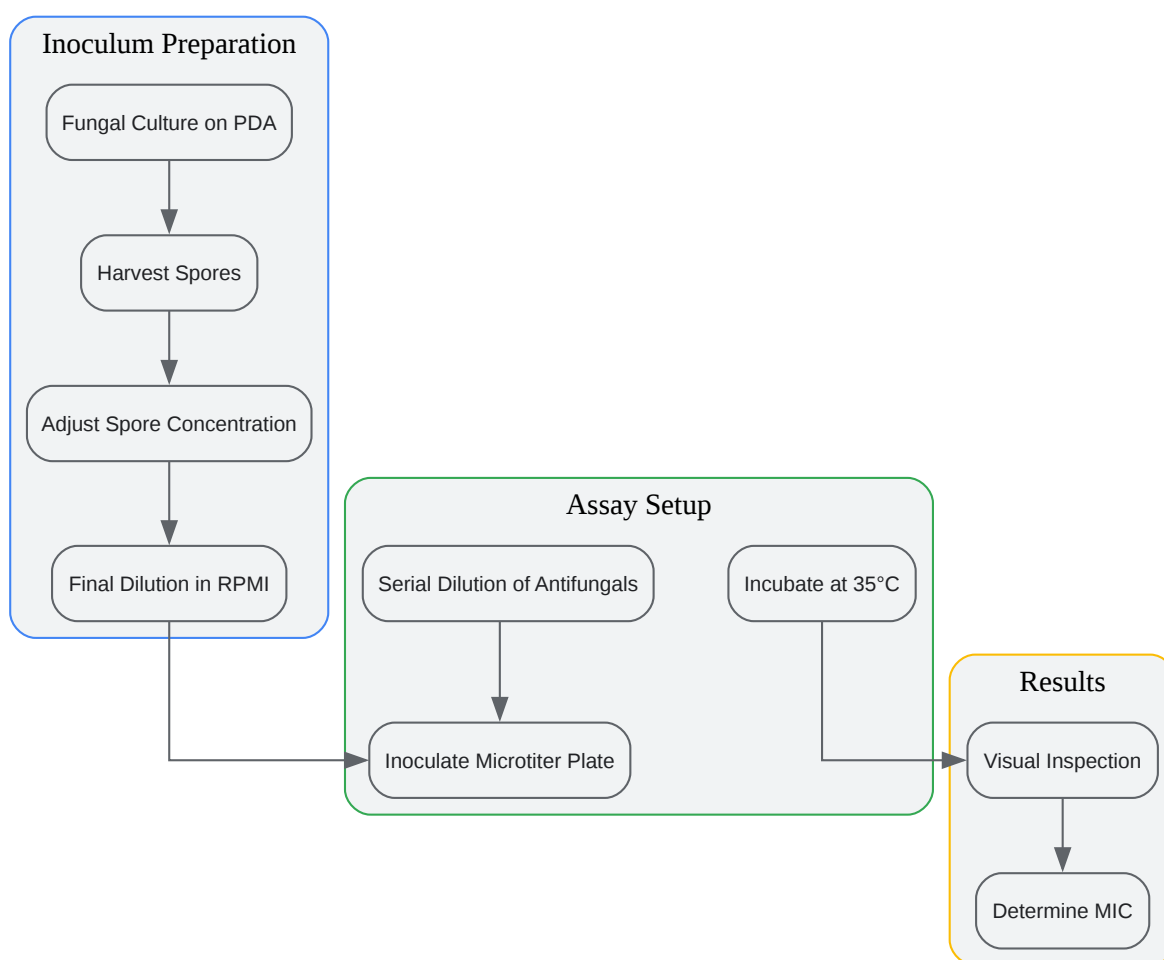 Inoculum Preparation
Fungal Culture on PDA
Harvest Spores
Adjust Spore Concentration
Final Dilution in RPMI
Assay Setup
Serial Dilution of Antifungals
Incubate at 35°C
Inoculate Microtiter Plate
Results
Visual Inspection
Determine MIC